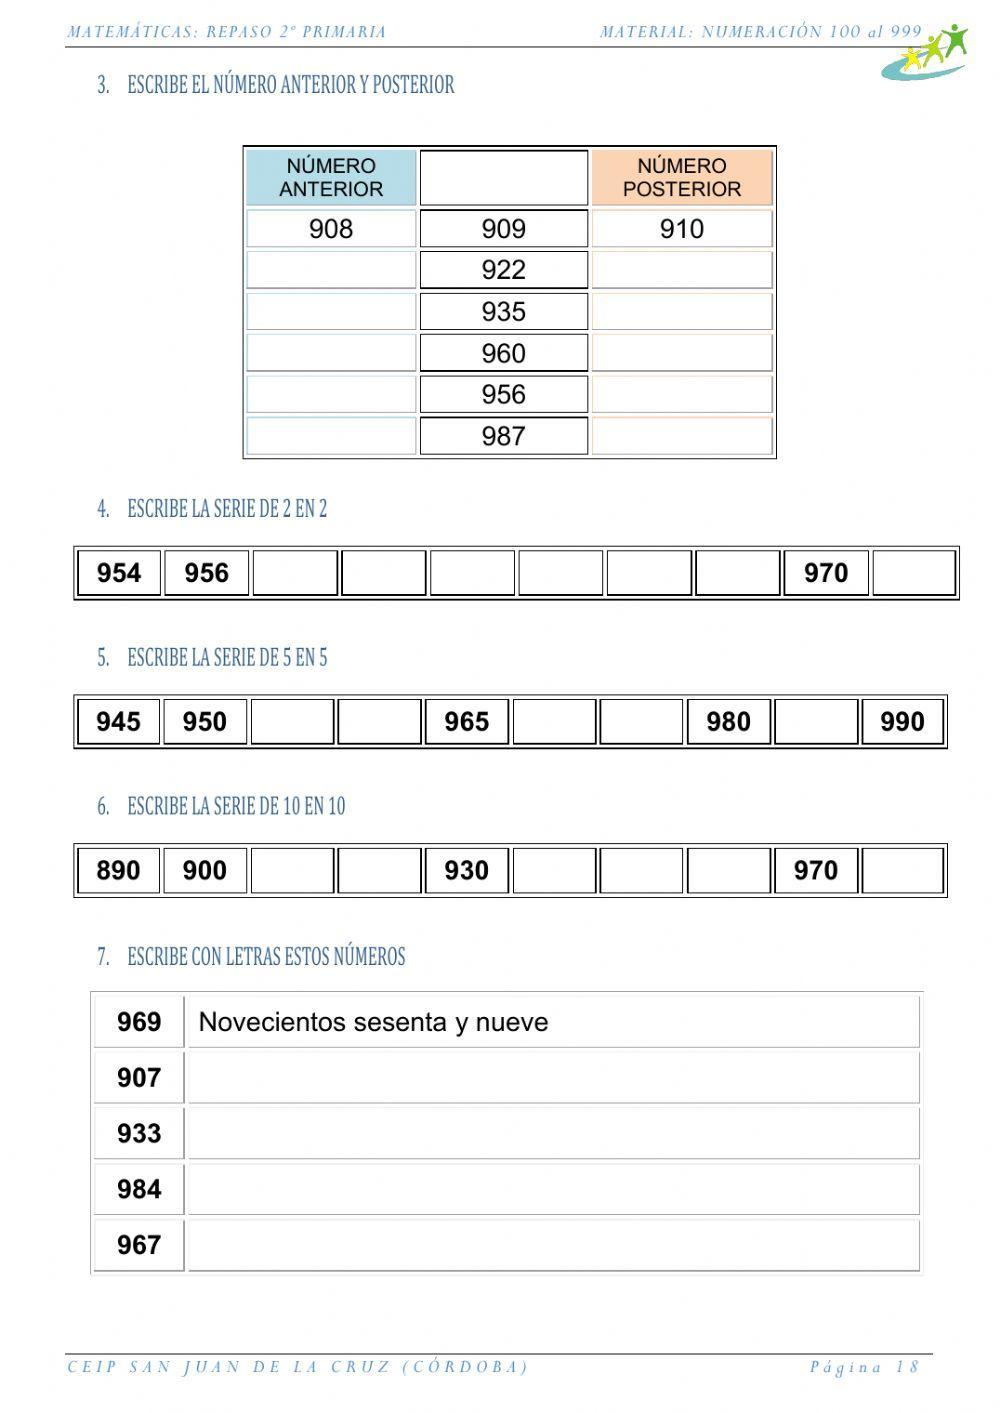 MATEMÁTICAS: REPASO 2º PRIMARIA MATERIAL: NUMERACIÓN 100 al 999
3. ESCRIBE EL NÚMERO ANTERIOR Y POSTERIOR
NÚMERO ANTERIOR NÚMERO POSTERIOR
908 909 910
922
935
960
956
987
4. ESCRIBE LA SERIE DE 2 EN 2
954 956 970
5. ESCRIBE LA SERIE DE 5 EN 5
945 950 965 980 990
6. ESCRIBE LA SERIE DE 10 EN 10
890 900 930 970
7. ESCRIBE CON LETRAS ESTOS NÚMEROS
969 Novecientos sesenta y nueve
907
933
984
967
CEIP SAN JUAN DE LA CRUZ (CÓRDOBA) Página 18